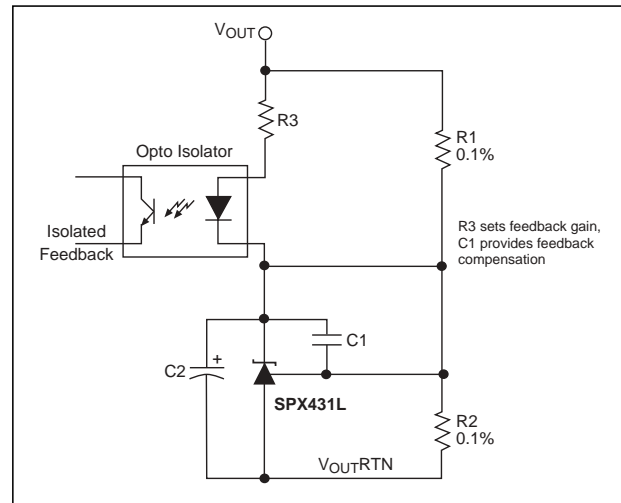 VOUT
R3
R1
0.1%
Opto Isolator
Isolated
Feedback
R3 sets feedback gain,
C1 provides feedback
compensation
C1
C2
+
SPX431L
R2
0.1%
VOUTRTN